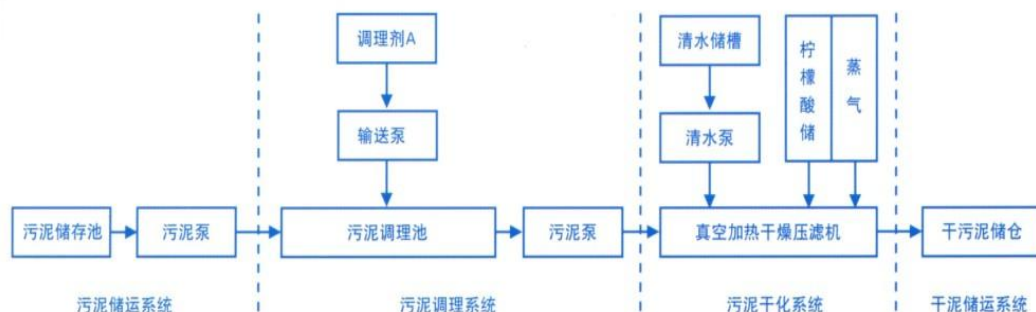 调理剂A
清水储槽
柠檬酸储
蒸气
输送泵
清水泵
污泥储存池
污泥泵
污泥调理池
污泥泵
真空加热干燥压滤机
干污泥储仓
污泥储运系统
污泥调理系统
污泥干化系统
干泥储运系统